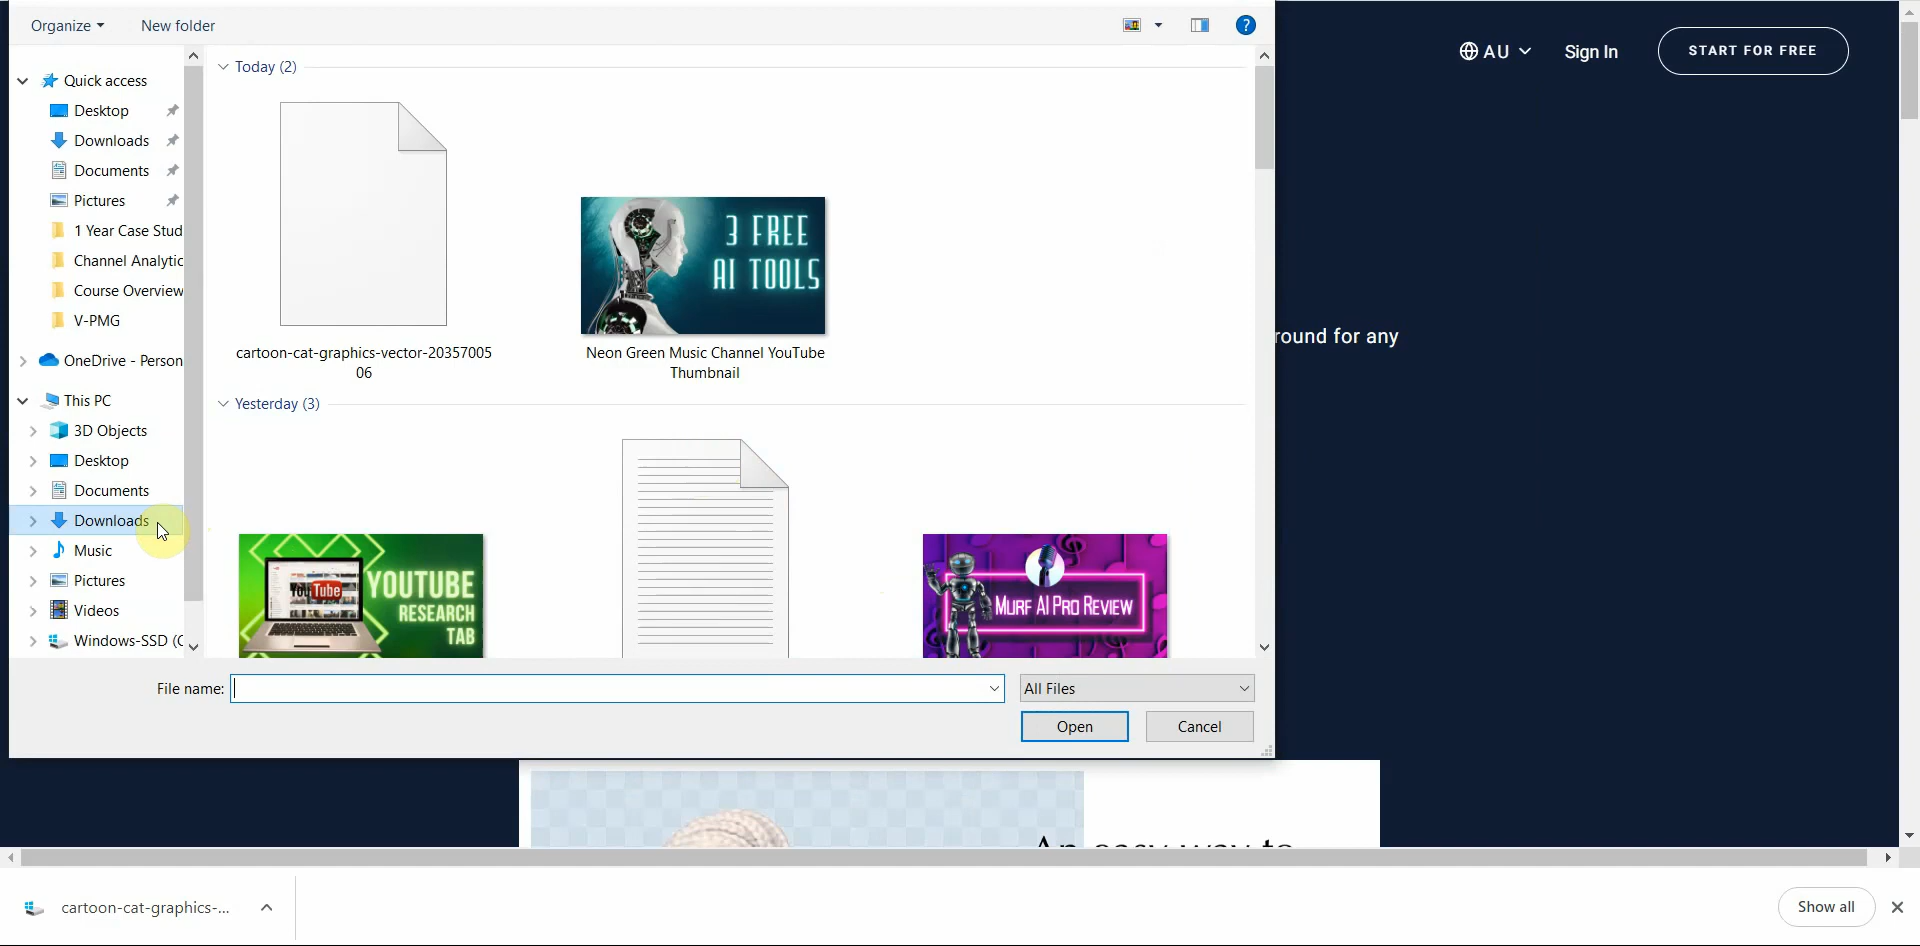 Organize
New folder
AU
Sign In
START FOR FREE
Quick access
Desktop
Downloads
Documents
Pictures
1 Year Case Stud
Channel Analytic
Course Overview
V-PMG
OneDrive - Person
This PC
3D Objects
Desktop
Documents
Downloads
Music
Pictures
Videos
Windows-SSD (C
Today (2)
3 FREE
AI TOOLS
cartoon-cat-graphics-vector-20357005
06
Neon Green Music Channel YouTube
Thumbnail
Yesterday (3)
YouTube
YOUTUBE
RESEARCH
TAB
MURF AI PRO REVIEW
round for any
File name:
All Files
Open
Cancel
An easy way to
cartoon-cat-graphics-...
Show all